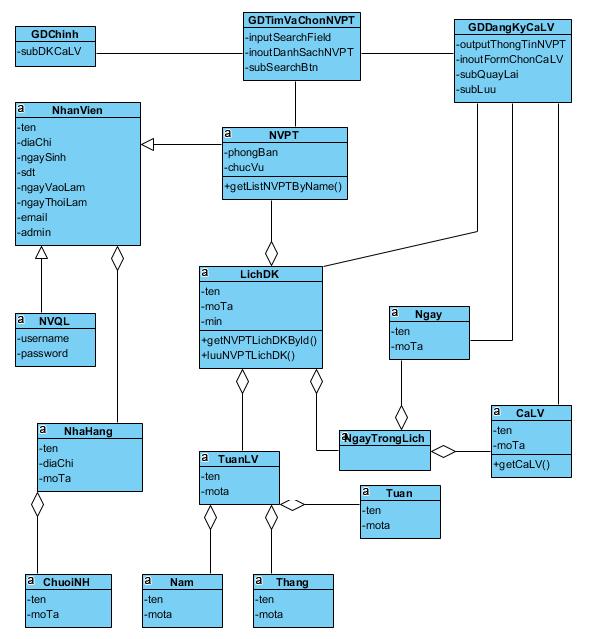 GDChinh
-subDKCaLV
GDTimVaChonNVPT
-inputSearchField
-inoutDanhSachNVPT
-subSearchBtn
GDDangKyCaLV
-outputThongTinNVPT
-inoutFormChonCaLV
-subQuayLai
-subLuu
a
NhanVien
-ten
-diaChi
-ngaySinh
-sdt
-ngayVaoLam
-ngayThoiLam
-email
-admin
a
NVPT
-phongBan
-chucVu
+getListNVPTByName()
a
LichDK
-ten
-moTa
-min
+getNVPTLichDKById()
+luuNVPTLichDK()
a
NVQL
-username
-password
a
Ngay
-ten
-moTa
a
NhaHang
-ten
-diaChi
-moTa
a
NgayTrongLich
a
CaLV
-ten
-moTa
+getCaLV()
a
TuanLV
-ten
-mota
a
Tuan
-ten
-mota
a
ChuoiNH
-ten
-moTa
a
Nam
-ten
-mota
a
Thang
-ten
-mota